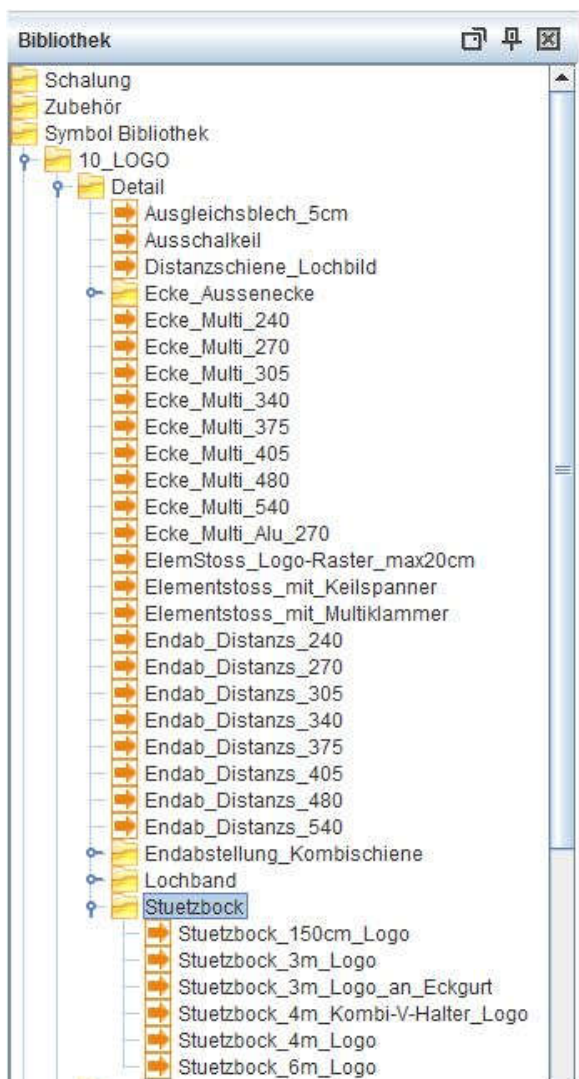 Bibliothek
Schalung
Zubehör
Symbol Bibliothek
10_LOGO
Detail
Ausgleichsblech_5cm
Ausschalkeil
Distanzschiene_Lochbild
Ecke_Aussenecke
Ecke_Multi_240
Ecke_Multi_270
Ecke_Multi_305
Ecke_Multi_340
Ecke_Multi_375
Ecke_Multi_405
Ecke_Multi_480
Ecke_Multi_540
Ecke_Multi_Alu_270
ElemStoss_Logo-Raster_max20cm
Elementstoss_mit_Keilspanner
Elementstoss_mit_Multiklammer
Endab_Distanzs_240
Endab_Distanzs_270
Endab_Distanzs_305
Endab_Distanzs_340
Endab_Distanzs_375
Endab_Distanzs_405
Endab_Distanzs_480
Endab_Distanzs_540
Endabstellung_Kombischiene
Lochband
Stuetzbock
Stuetzbock_150cm_Logo
Stuetzbock_3m_Logo
Stuetzbock_3m_Logo_an_Eckgurt
Stuetzbock_4m_Kombi-V-Halter_Logo
Stuetzbock_4m_Logo
Stuetzbock_6m_Logo